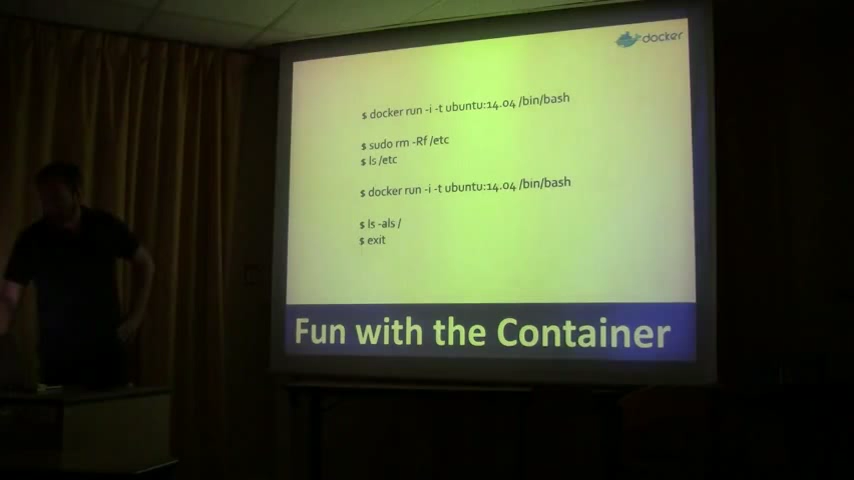 docker
$ docker run -i -t ubuntu:14.04 /bin/bash
$ sudo rm -Rf /etc
$ ls /etc
$ docker run -i -t ubuntu:14.04 /bin/bash
$ ls -als /
$ exit
Fun with the Container